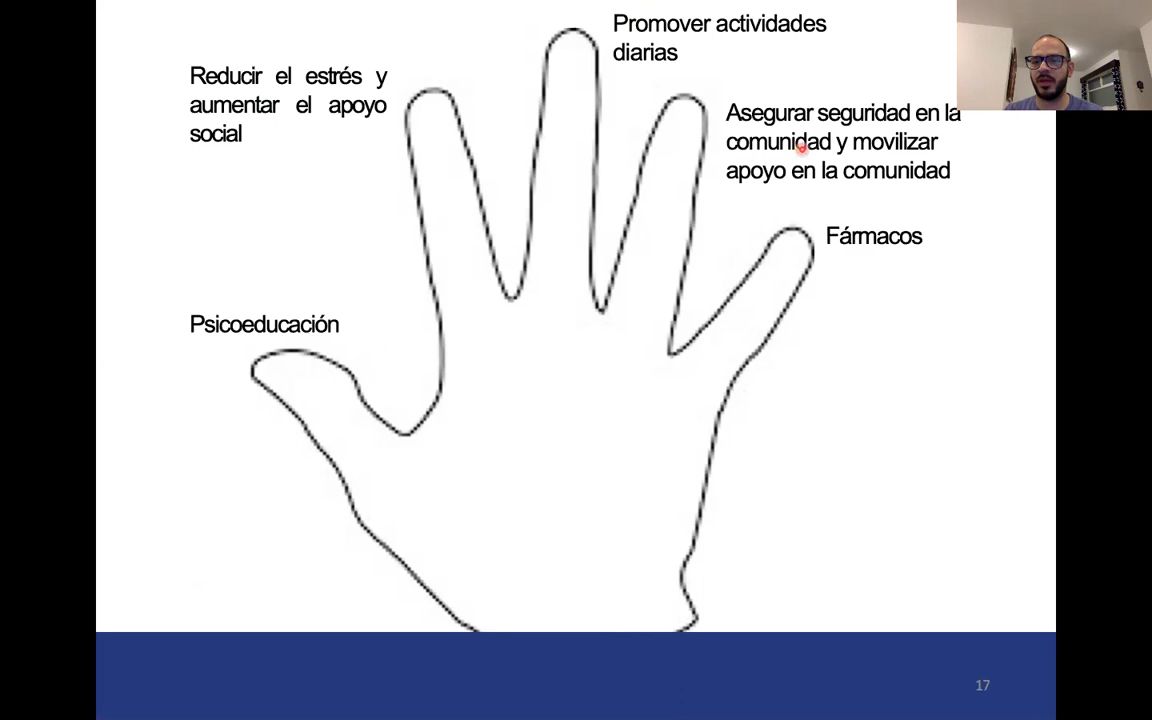 Promover actividades
diarias
Reducir el estrés y
aumentar el apoyo
social
Asegurar seguridad en la
comunidad y movilizar
apoyo en la comunidad
Fármacos
Psicoeducación
17